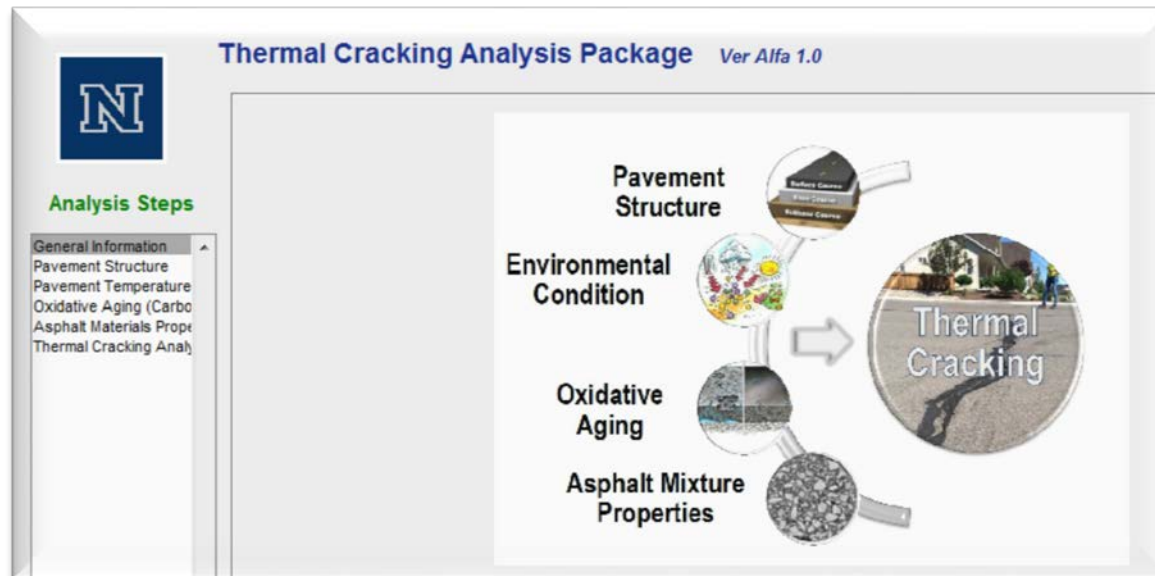 Thermal Cracking Analysis Package Ver Alfa 1.0
N
Analysis Steps
General Information
Pavement Structure
Pavement Temperature
Oxidative Aging (Carbo
Asphalt Materials Prope
Thermal Cracking Analy
Pavement
Structure
Surface Course
Base Course
Subbase Course
Environmental
Condition
Oxidative
Aging
Asphalt Mixture
Properties
Thermal
Cracking